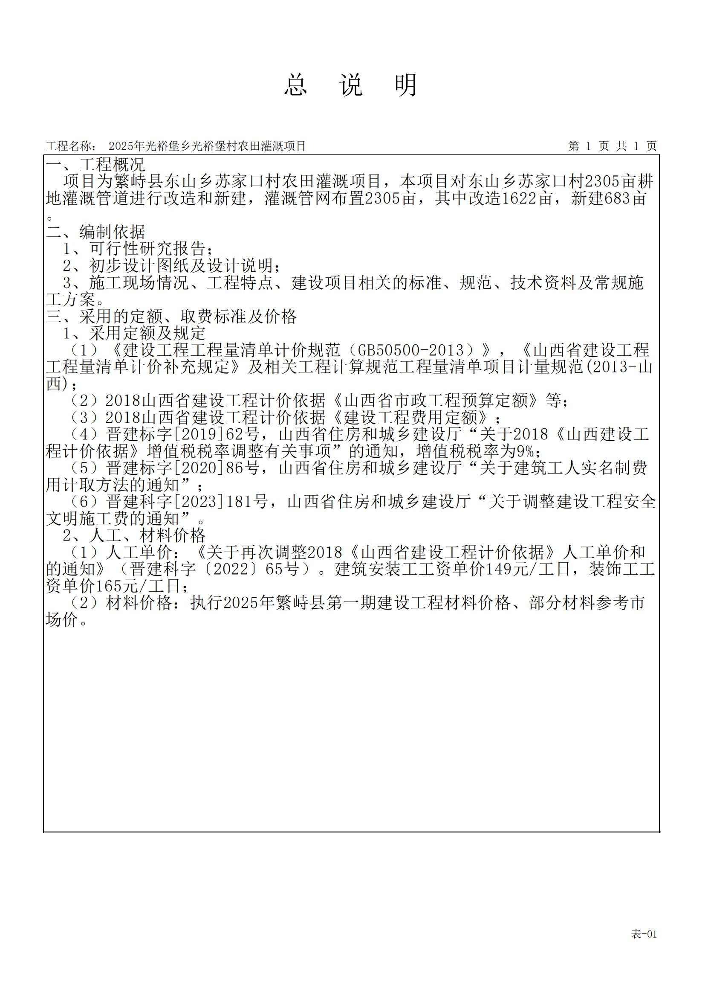 总 说 明
工程名称： 2025年光裕堡乡光裕堡村农田灌溉项目
第 1 页 共 1 页
一、工程概况
项目为繁峙县东山乡苏家口村农田灌溉项目，本项目对东山乡苏家口村2305亩耕
地灌溉管道进行改造和新建，灌溉管网布置2305亩，其中改造1622亩，新建683亩
。
二、编制依据
1、可行性研究报告；
2、初步设计图纸及设计说明；
3、施工现场情况、工程特点、建设项目相关的标准、规范、技术资料及常规施
工方案。
三、采用的定额、取费标准及价格
1、采用定额及规定
（1）《建设工程工程量清单计价规范（GB50500-2013）》，《山西省建设工程
工程量清单计价补充规定》及相关工程计算规范工程量清单项目计量规范(2013-山
西)；
（2）2018山西省建设工程计价依据《山西省市政工程预算定额》等；
（3）2018山西省建设工程计价依据《建设工程费用定额》；
（4）晋建标字[2019]62号，山西省住房和城乡建设厅“关于2018《山西建设工
程计价依据》增值税税率调整有关事项”的通知，增值税税率为9%；
（5）晋建标字[2020]86号，山西省住房和城乡建设厅“关于建筑工人实名制费
用计取方法的通知”；
（6）晋建科字[2023]181号，山西省住房和城乡建设厅“关于调整建设工程安全
文明施工费的通知”。
2、人工、材料价格
（1）人工单价：《关于再次调整2018《山西省建设工程计价依据》人工单价和
的通知》（晋建科字〔2022〕65号）。建筑安装工工资单价149元/工日，装饰工工
资单价165元/工日；
（2）材料价格：执行2025年繁峙县第一期建设工程材料价格、部分材料参考市
场价。
表-01